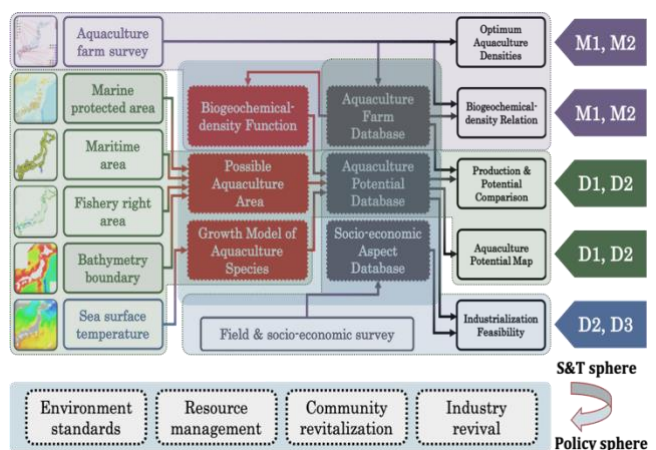 Aquaculture
farm survey
Optimum
Aquaculture
Densities
M1, M2
Marine
protected area
Biogeochemical-
density Function
Aquaculture
Farm
Database
Biogeochemical-
density Relation
M1, M2
Maritime
area
Possible
Aquaculture
Area
Aquaculture
Potential
Database
Production &
Potential
Comparison
D1, D2
Fishery right
area
Growth Model of
Aquaculture
Species
Socio-economic
Aspect
Database
Aquaculture
Potential Map
D1, D2
Bathymetry
boundary
Sea surface
temperature
Field & socio-economic survey
Industrialization
Feasibility
D2, D3
S&T sphere
Environment
standards
Resource
management
Community
revitalization
Industry
revival
Policy sphere